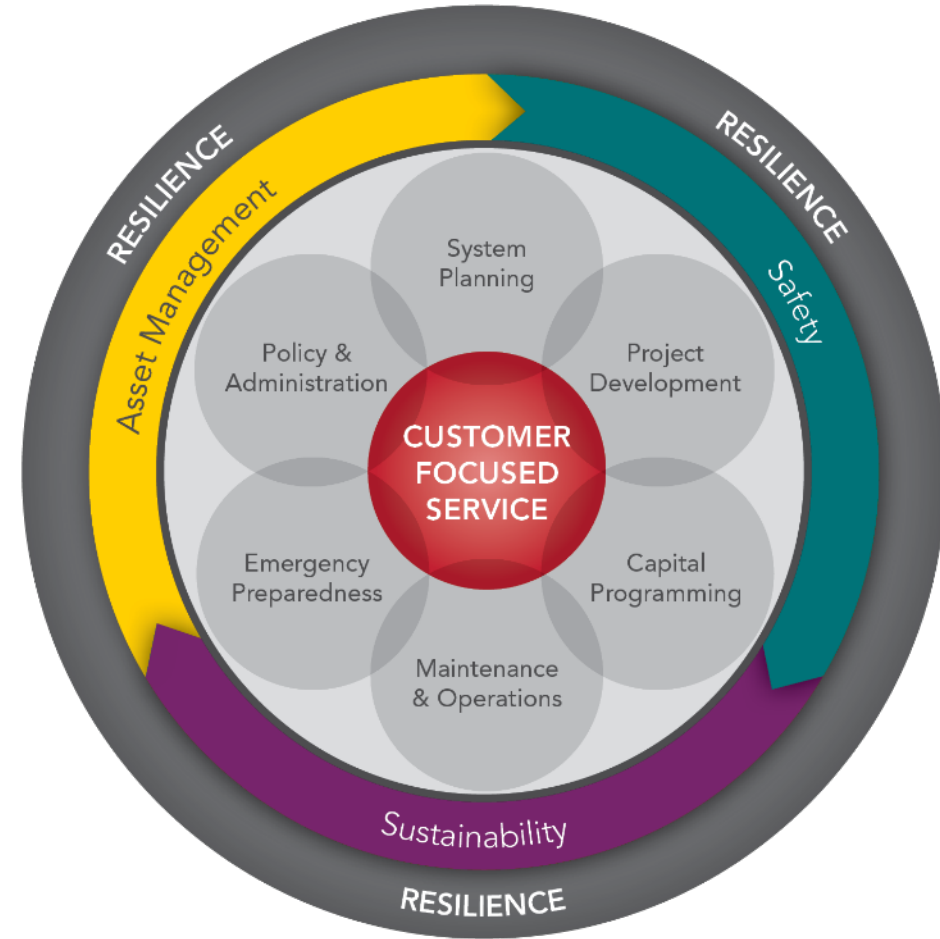 RESILIENCE
RESILIENCE
Asset Management
Safety
System
Planning
Policy &
Administration
Project
Development
CUSTOMER
FOCUSED
SERVICE
Emergency
Preparedness
Capital
Programming
Maintenance
& Operations
Sustainability
RESILIENCE